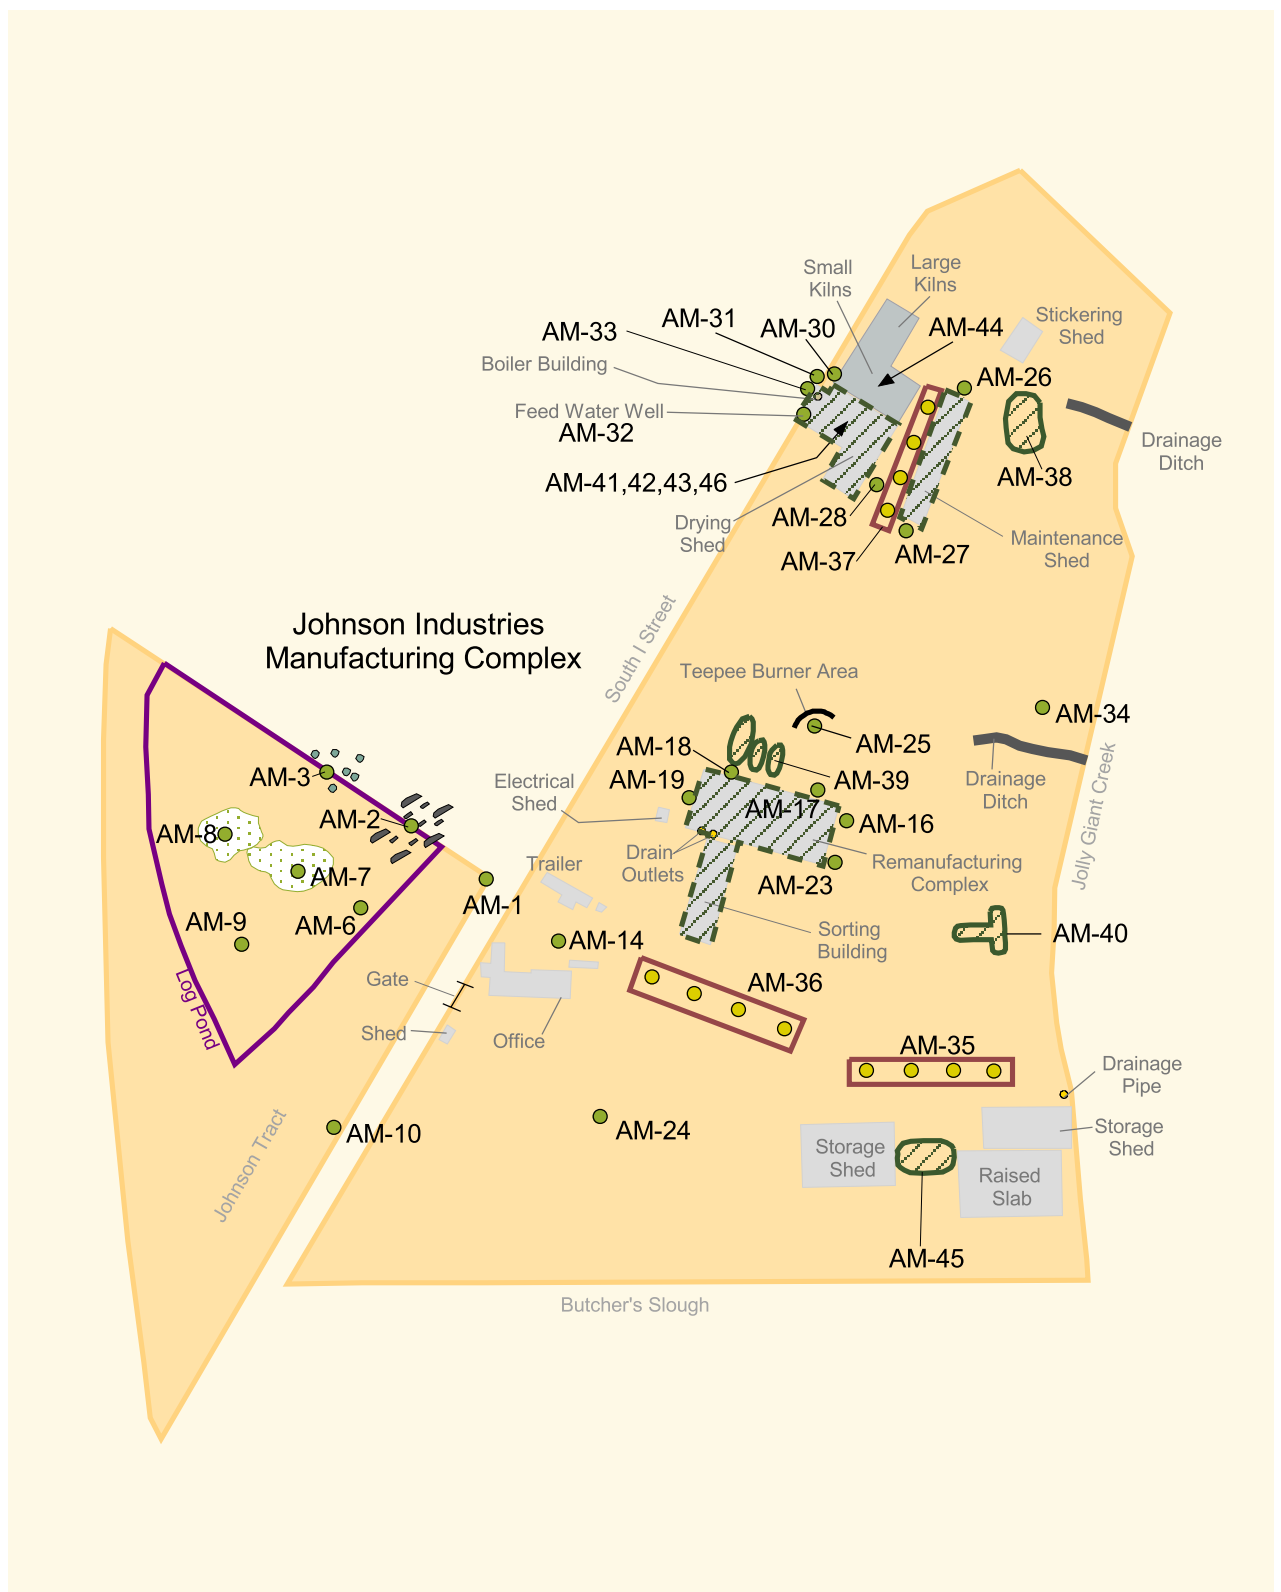 Small
Kilns
Large
Kilns
AM-31
AM-30
AM-33
AM-44
Stickering
Shed
Boiler Building
AM-26
Feed Water Well
AM-32
Drainage
Ditch
AM-38
AM-41,42,43,46
AM-28
Drying
Shed
AM-37
AM-27
Maintenance
Shed
Johnson Industries
Manufacturing Complex
South I Street
Teepee Burner Area
AM-34
AM-25
AM-18
AM-19
AM-39
Electrical
Shed
Drainage
Ditch
Jolly Giant Creek
AM-3
AM-2
AM-8
AM-7
AM-17
AM-16
Drain
Outlets
Remanufacturing
Complex
Trailer
AM-23
AM-1
AM-6
AM-9
AM-14
Sorting
Building
AM-40
Log Pond
Gate
AM-36
Shed
Office
AM-35
Drainage
Pipe
AM-10
AM-24
Storage
Shed
Storage
Shed
Raised
Slab
Johnson Tract
AM-45
Butcher's Slough